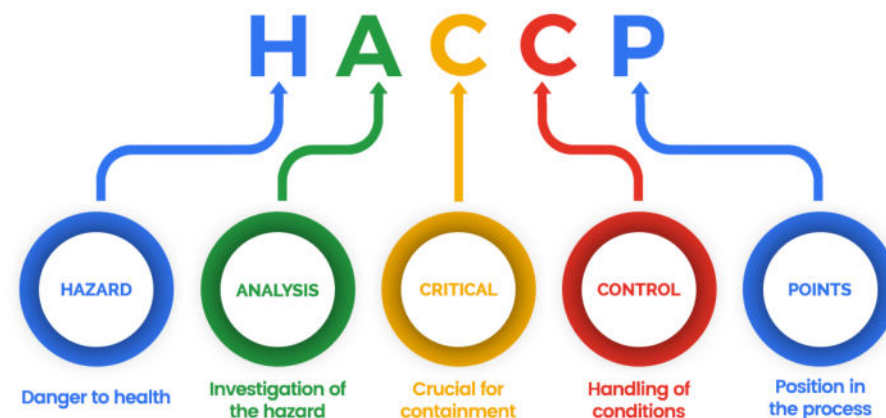 HACCP
HAZARD
ANALYSIS
CRITICAL
CONTROL
POINTS
Danger to health
Investigation of
the hazard
Crucial for
containment
Handling of
conditions
Position in
the process